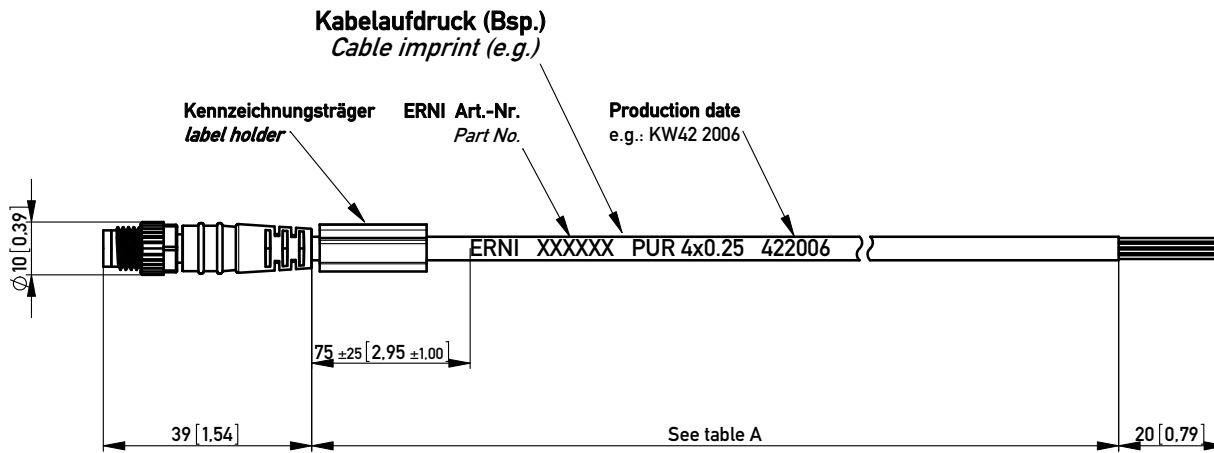 Kabelaufdruck (Bsp.)
Cable imprint (e.g.)
Kennzeichnungsträger
label holder
ERNI Art.-Nr.
Part No.
Production date
e.g.: KW42 2006
Ø10 [0,39]
ERNI XXXXXX PUR 4x0.25 422006
75 ±25 [2,95 ±1,00]
39 [1,54]
See table A
20 [0,79]